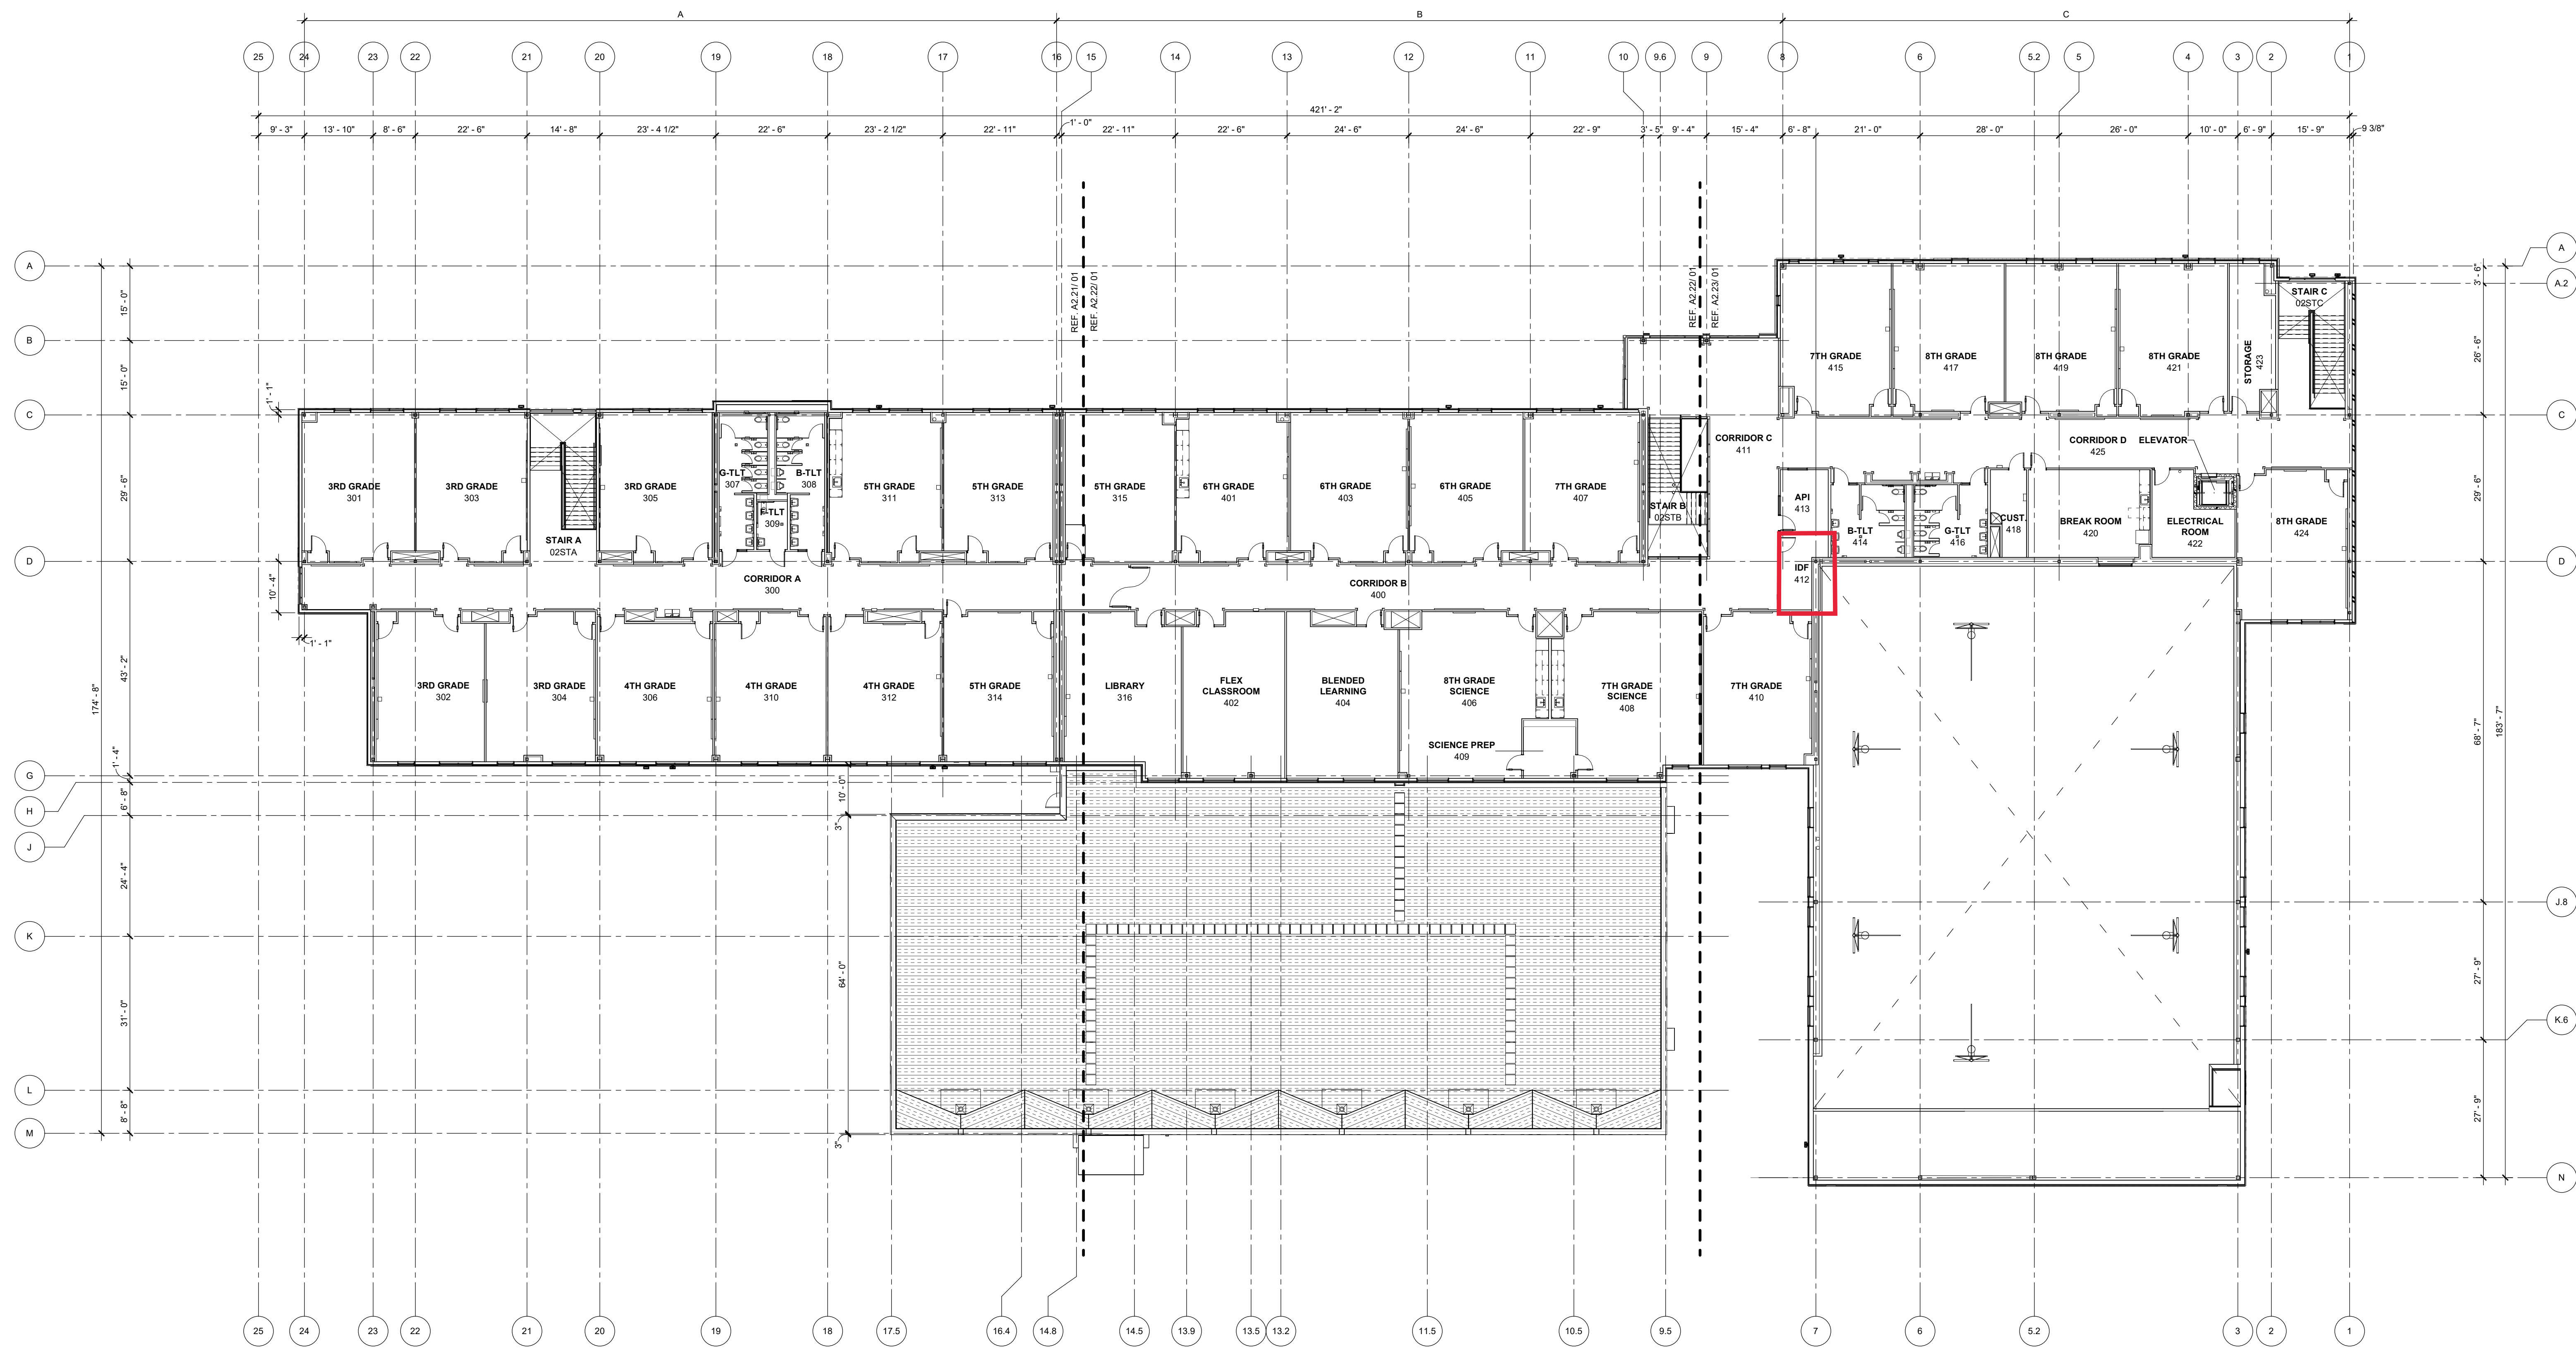 A B C
25 24 23 22 21 20 19 18 17 16 15 14 13 12 11 10 9.6 9 8 6 5.2 5 4 3 2 1
421' - 2"
9' - 3" 13' - 10" 8' - 6" 22' - 6" 14' - 8" 23' - 4 1/2" 22' - 6" 23' - 2 1/2" 22' - 11" 1' - 0" 22' - 11" 22' - 6" 24' - 6" 24' - 6" 22' - 9" 3' - 5" 9' - 4" 15' - 4" 6' - 8" 21' - 0" 28' - 0" 26' - 0" 10' - 0" 6' - 9" 15' - 9" 9 3/8"
A
B
C
D
G
H
J
K
L
M
174' - 8"
15' - 0"
15' - 0"
29' - 6"
43' - 2"
1' - 4"
6' - 8"
24' - 4"
31' - 0"
8' - 8"
1' - 1"
10' - 4"
1' - 1"
10' - 0"
3"
64' - 0"
3"
REF. A2.21/ 01
REF. A2.22/ 01
REF. A2.22/ 01
REF. A2.23/ 01
3RD GRADE
301
3RD GRADE
303
STAIR A
02STA
3RD GRADE
305
G-TLT
307
B-TLT
308
F-TLT
309
5TH GRADE
311
5TH GRADE
313
5TH GRADE
315
6TH GRADE
401
6TH GRADE
403
6TH GRADE
405
7TH GRADE
407
STAIR B
02STB
CORRIDOR C
411
7TH GRADE
415
8TH GRADE
417
8TH GRADE
419
8TH GRADE
421
STORAGE
423
STAIR C
02STC
CORRIDOR D
425
ELEVATOR
API
413
B-TLT
414
G-TLT
416
CUST.
418
BREAK ROOM
420
ELECTRICAL
ROOM
422
8TH GRADE
424
IDF
412
CORRIDOR A
300
CORRIDOR B
400
3RD GRADE
302
3RD GRADE
304
4TH GRADE
306
4TH GRADE
310
4TH GRADE
312
5TH GRADE
314
LIBRARY
316
FLEX
CLASSROOM
402
BLENDED
LEARNING
404
8TH GRADE
SCIENCE
406
SCIENCE PREP
409
7TH GRADE
SCIENCE
408
7TH GRADE
410
A
A.2
C
D
J.8
K.6
N
3' - 6"
26' - 6"
29' - 6"
68' - 7"
183' - 7"
27' - 9"
27' - 9"
25 24 23 22 21 20 19 18 17.5 16.4 14.8 14.5 13.9 13.5 13.2 11.5 10.5 9.5 7 6 5.2 3 2 1